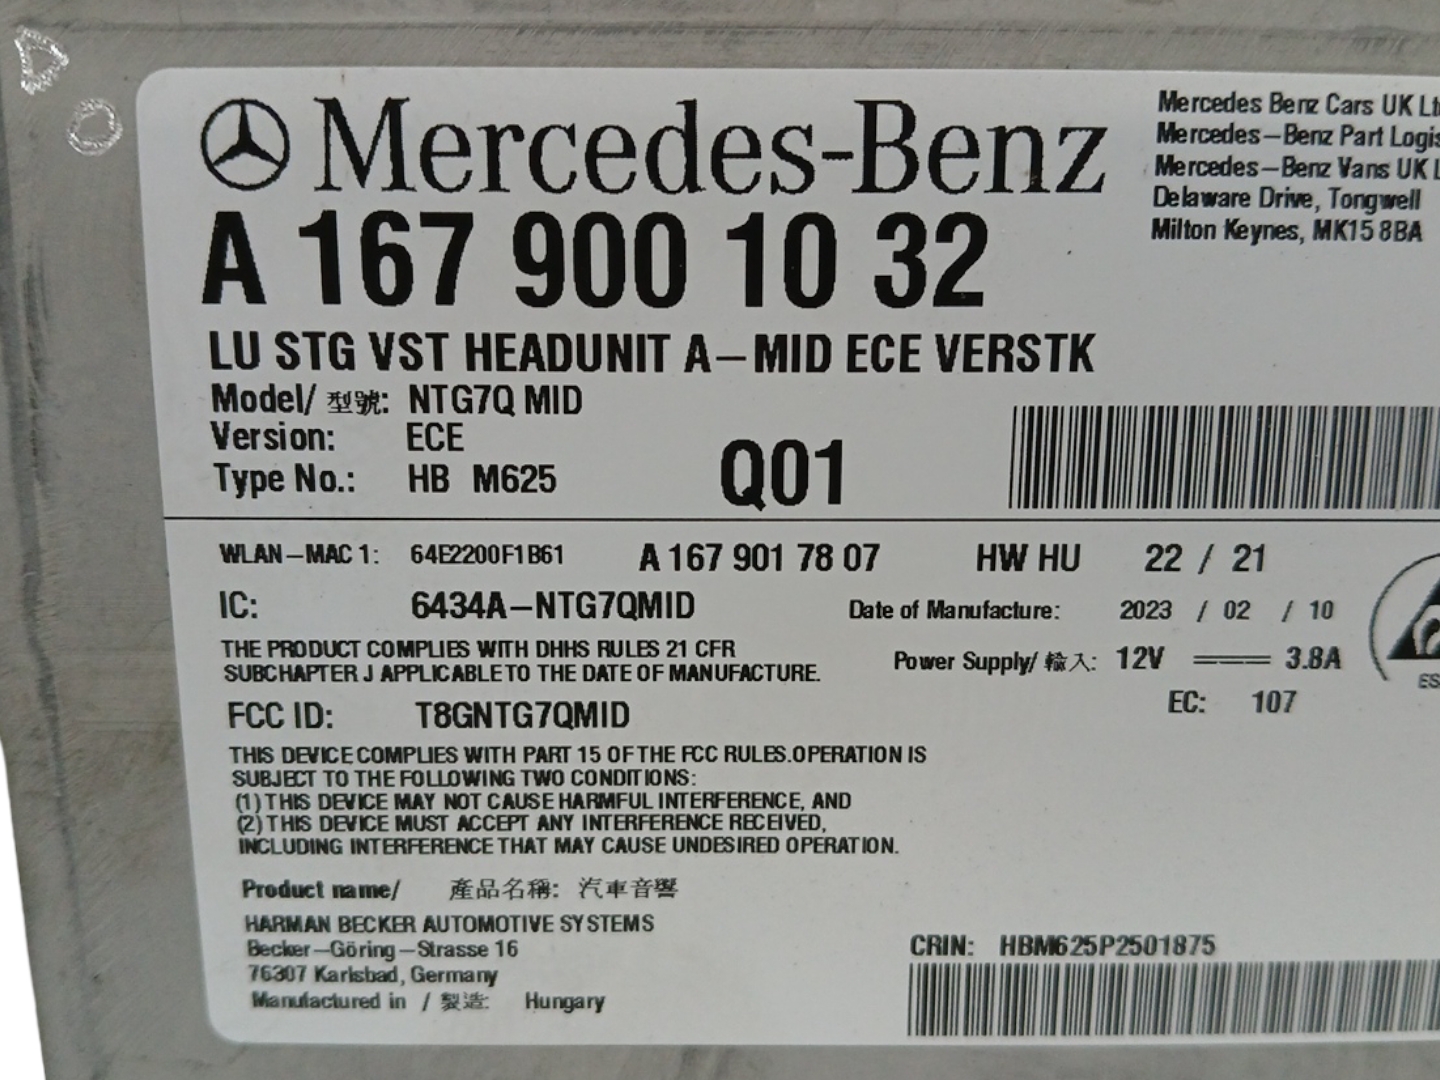 Mercedes-Benz
Mercedes Benz Cars UK
Mercedes-Benz Part
Mercedes-Benz Vans UK
Delaware Drive, Tongwell
Milton Keynes, MK15 8BA
A 167 900 10 32
LU STG VST HEADUNIT A-MID ECE VERSTK
Model/ 型號: NTG7Q MID
Version: ECE
Type No.: HB M625
Q01
WLAN-MAC 1: 64E2200F1B61 A 167 901 78 07 HW HU 22 / 21
IC: 6434A-NTG7QMID
Date of Manufacture: 2023 / 02 / 10
THE PRODUCT COMPLIES WITH DHHS RULES 21 CFR
SUBCHAPTER J APPLICABLE TO THE DATE OF MANUFACTURE.
Power Supply/ 輸入: 12V 3.8A
EC: 107
FCC ID: T8GNTG7QMID
THIS DEVICE COMPLIES WITH PART 15 OF THE FCC RULES.OPERATION IS
SUBJECT TO THE FOLLOWING TWO CONDITIONS:
(1) THIS DEVICE MAY NOT CAUSE HARMFUL INTERFERENCE, AND
(2) THIS DEVICE MUST ACCEPT ANY INTERFERENCE RECEIVED,
INCLUDING INTERFERENCE THAT MAY CAUSE UNDESIRED OPERATION.
Product name/ 產品名稱: 汽車音響
HARMAN BECKER AUTOMOTIVE SYSTEMS
Becker-Göring-Strasse 16
76307 Karlsbad, Germany
Manufactured in / 製造: Hungary
CRIN: HBM625P2501875